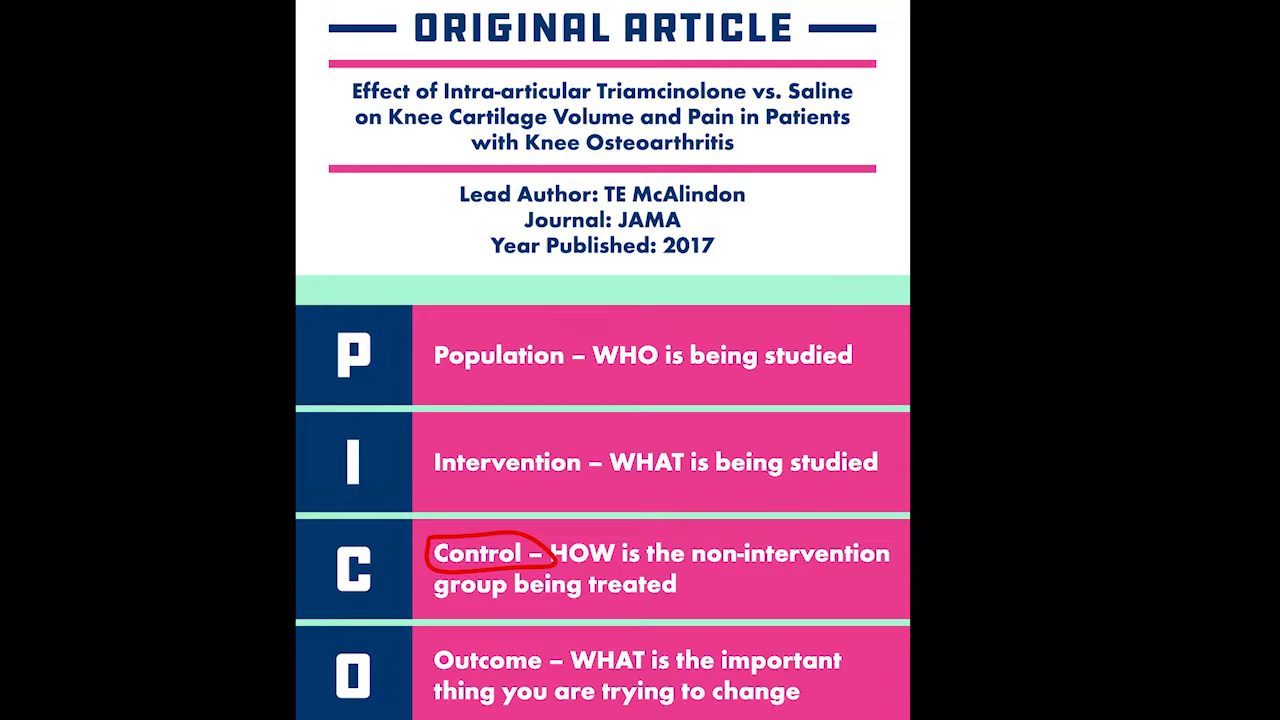 ORIGINAL ARTICLE
Effect of Intra-articular Triamcinolone vs. Saline
on Knee Cartilage Volume and Pain in Patients
with Knee Osteoarthritis
Lead Author: TE McAlindon
Journal: JAMA
Year Published: 2017
P
Population – WHO is being studied
I
Intervention – WHAT is being studied
C
Control – HOW is the non-intervention
group being treated
O
Outcome – WHAT is the important
thing you are trying to change